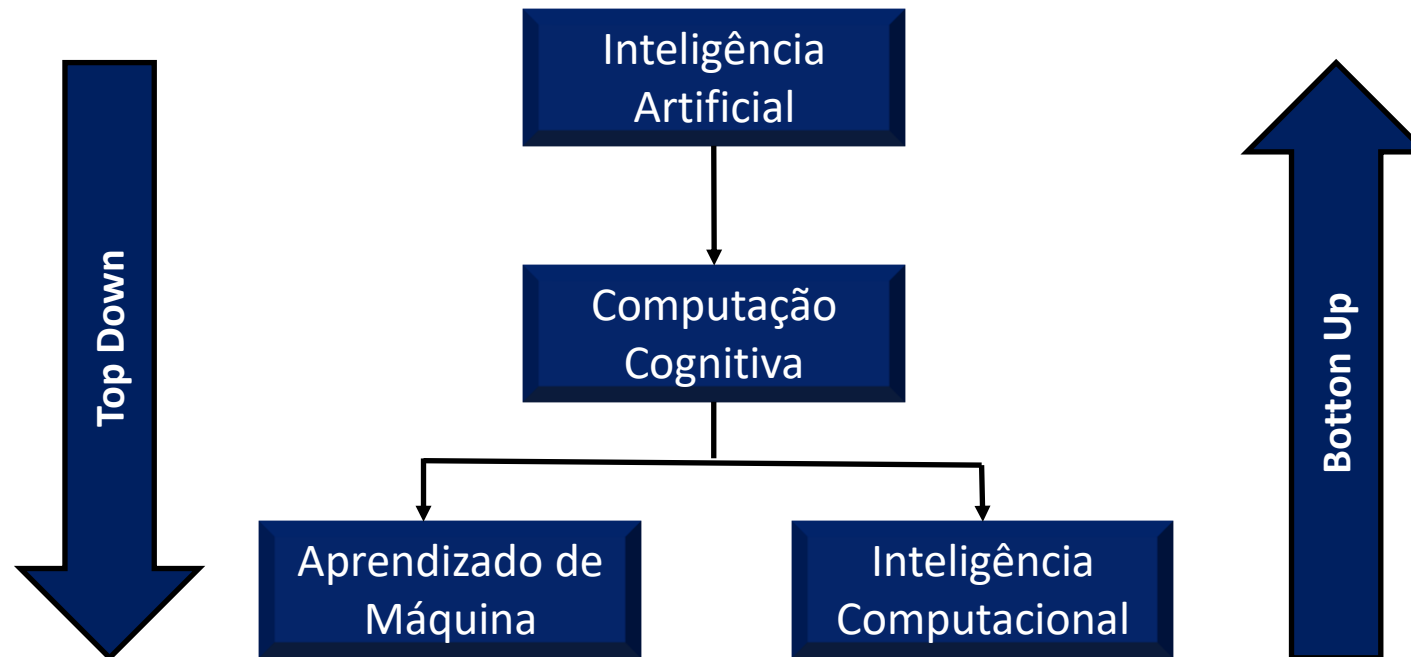 Inteligência
Artificial
Top Down
Computação
Cognitiva
Botton Up
Aprendizado de
Máquina
Inteligência
Computacional